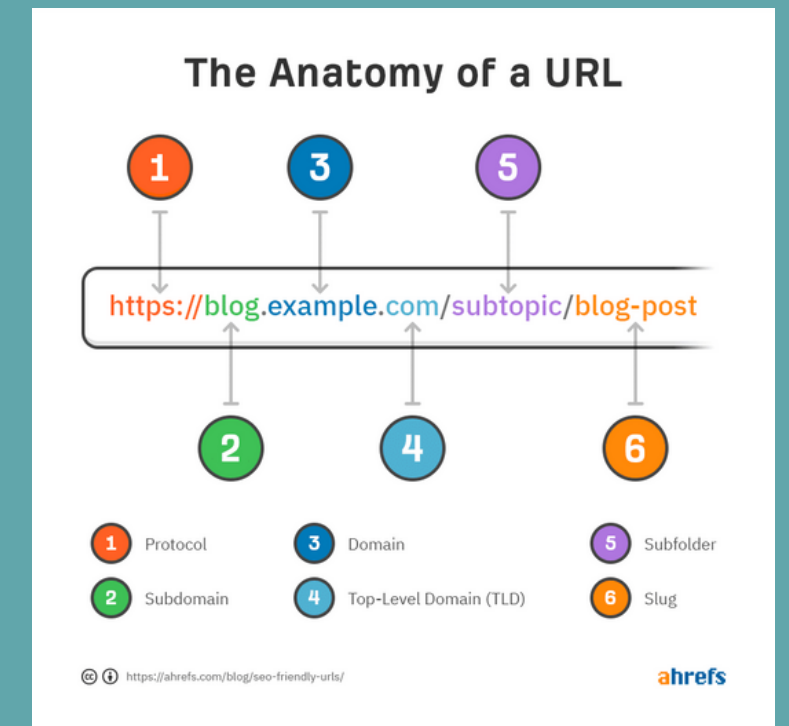 The Anatomy of a URL
1 3 5
https://blog.example.com/subtopic/blog-post
2 4 6
1 Protocol 3 Domain 5 Subfolder
2 Subdomain 4 Top-Level Domain (TLD) 6 Slug
cc https://ahrefs.com/blog/seo-friendly-urls/ ahrefs